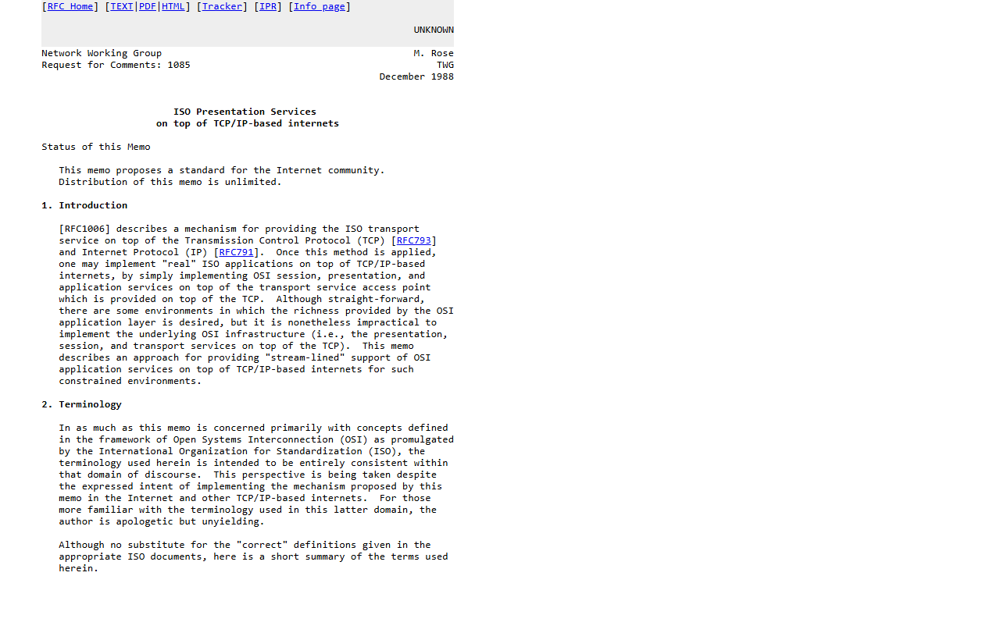 [RFC Home] [TEXT|PDF|HTML] [Tracker] [IPR] [Info page]
UNKNOWN
Network Working Group M. Rose
Request for Comments: 1085 TWG
December 1988
ISO Presentation Services
on top of TCP/IP-based internets
Status of this Memo
This memo proposes a standard for the Internet community.
Distribution of this memo is unlimited.
1. Introduction
[RFC1006] describes a mechanism for providing the ISO transport
service on top of the Transmission Control Protocol (TCP) [RFC793]
and Internet Protocol (IP) [RFC791].  Once this method is applied,
one may implement "real" ISO applications on top of TCP/IP-based
internets, by simply implementing OSI session, presentation, and
application services on top of the transport service access point
which is provided on top of the TCP.  Although straight-forward,
there are some environments in which the richness provided by the OSI
application layer is desired, but it is nonetheless impractical to
implement the underlying OSI infrastructure (i.e., the presentation,
session, and transport services on top of the TCP).  This memo
describes an approach for providing "stream-lined" support of OSI
application services on top of TCP/IP-based internets for such
constrained environments.
2. Terminology
In as much as this memo is concerned primarily with concepts defined
in the framework of Open Systems Interconnection (OSI) as promulgated
by the International Organization for Standardization (ISO), the
terminology used herein is intended to be entirely consistent within
that domain of discourse.  This perspective is being taken despite
the expressed intent of implementing the mechanism proposed by this
memo in the Internet and other TCP/IP-based internets.  For those
more familiar with the terminology used in this latter domain, the
author is apologetic but unyielding.
Although no substitute for the "correct" definitions given in the
appropriate ISO documents, here is a short summary of the terms used
herein.